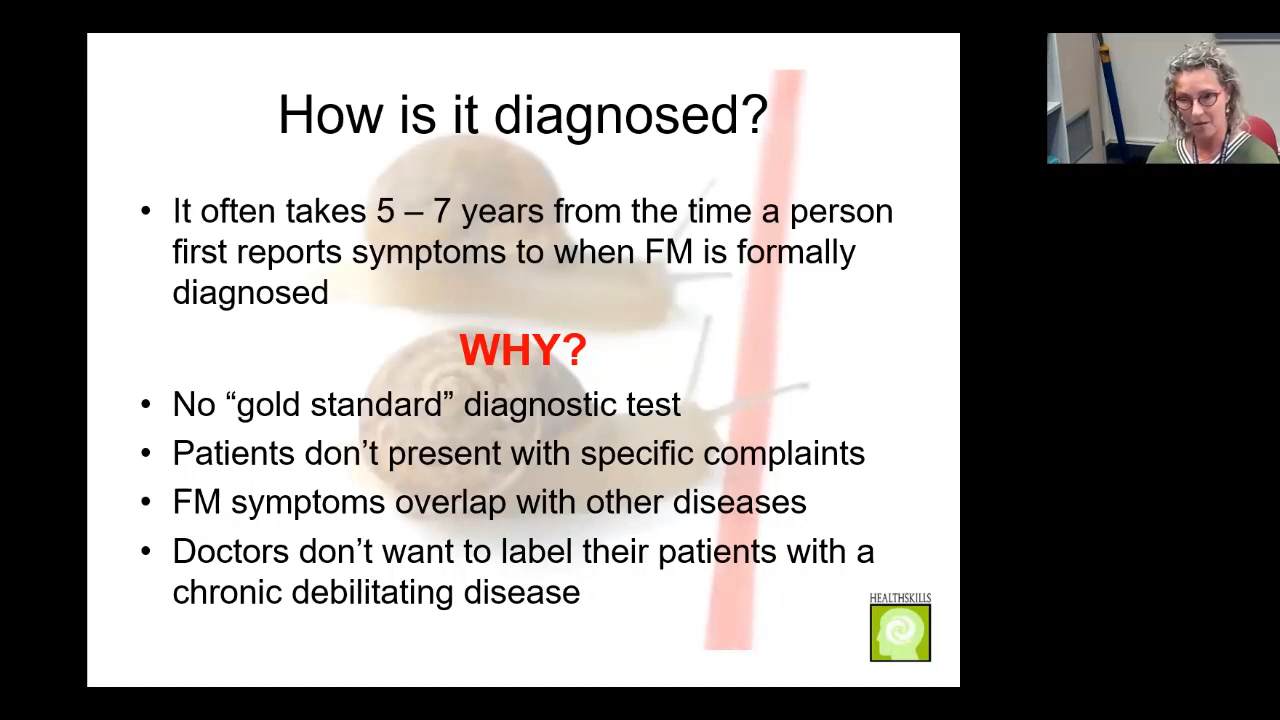 How is it diagnosed?
• It often takes 5 – 7 years from the time a person
first reports symptoms to when FM is formally
diagnosed
WHY?
• No “gold standard” diagnostic test
• Patients don’t present with specific complaints
• FM symptoms overlap with other diseases
• Doctors don’t want to label their patients with a
chronic debilitating disease
HEALTHSKILLS